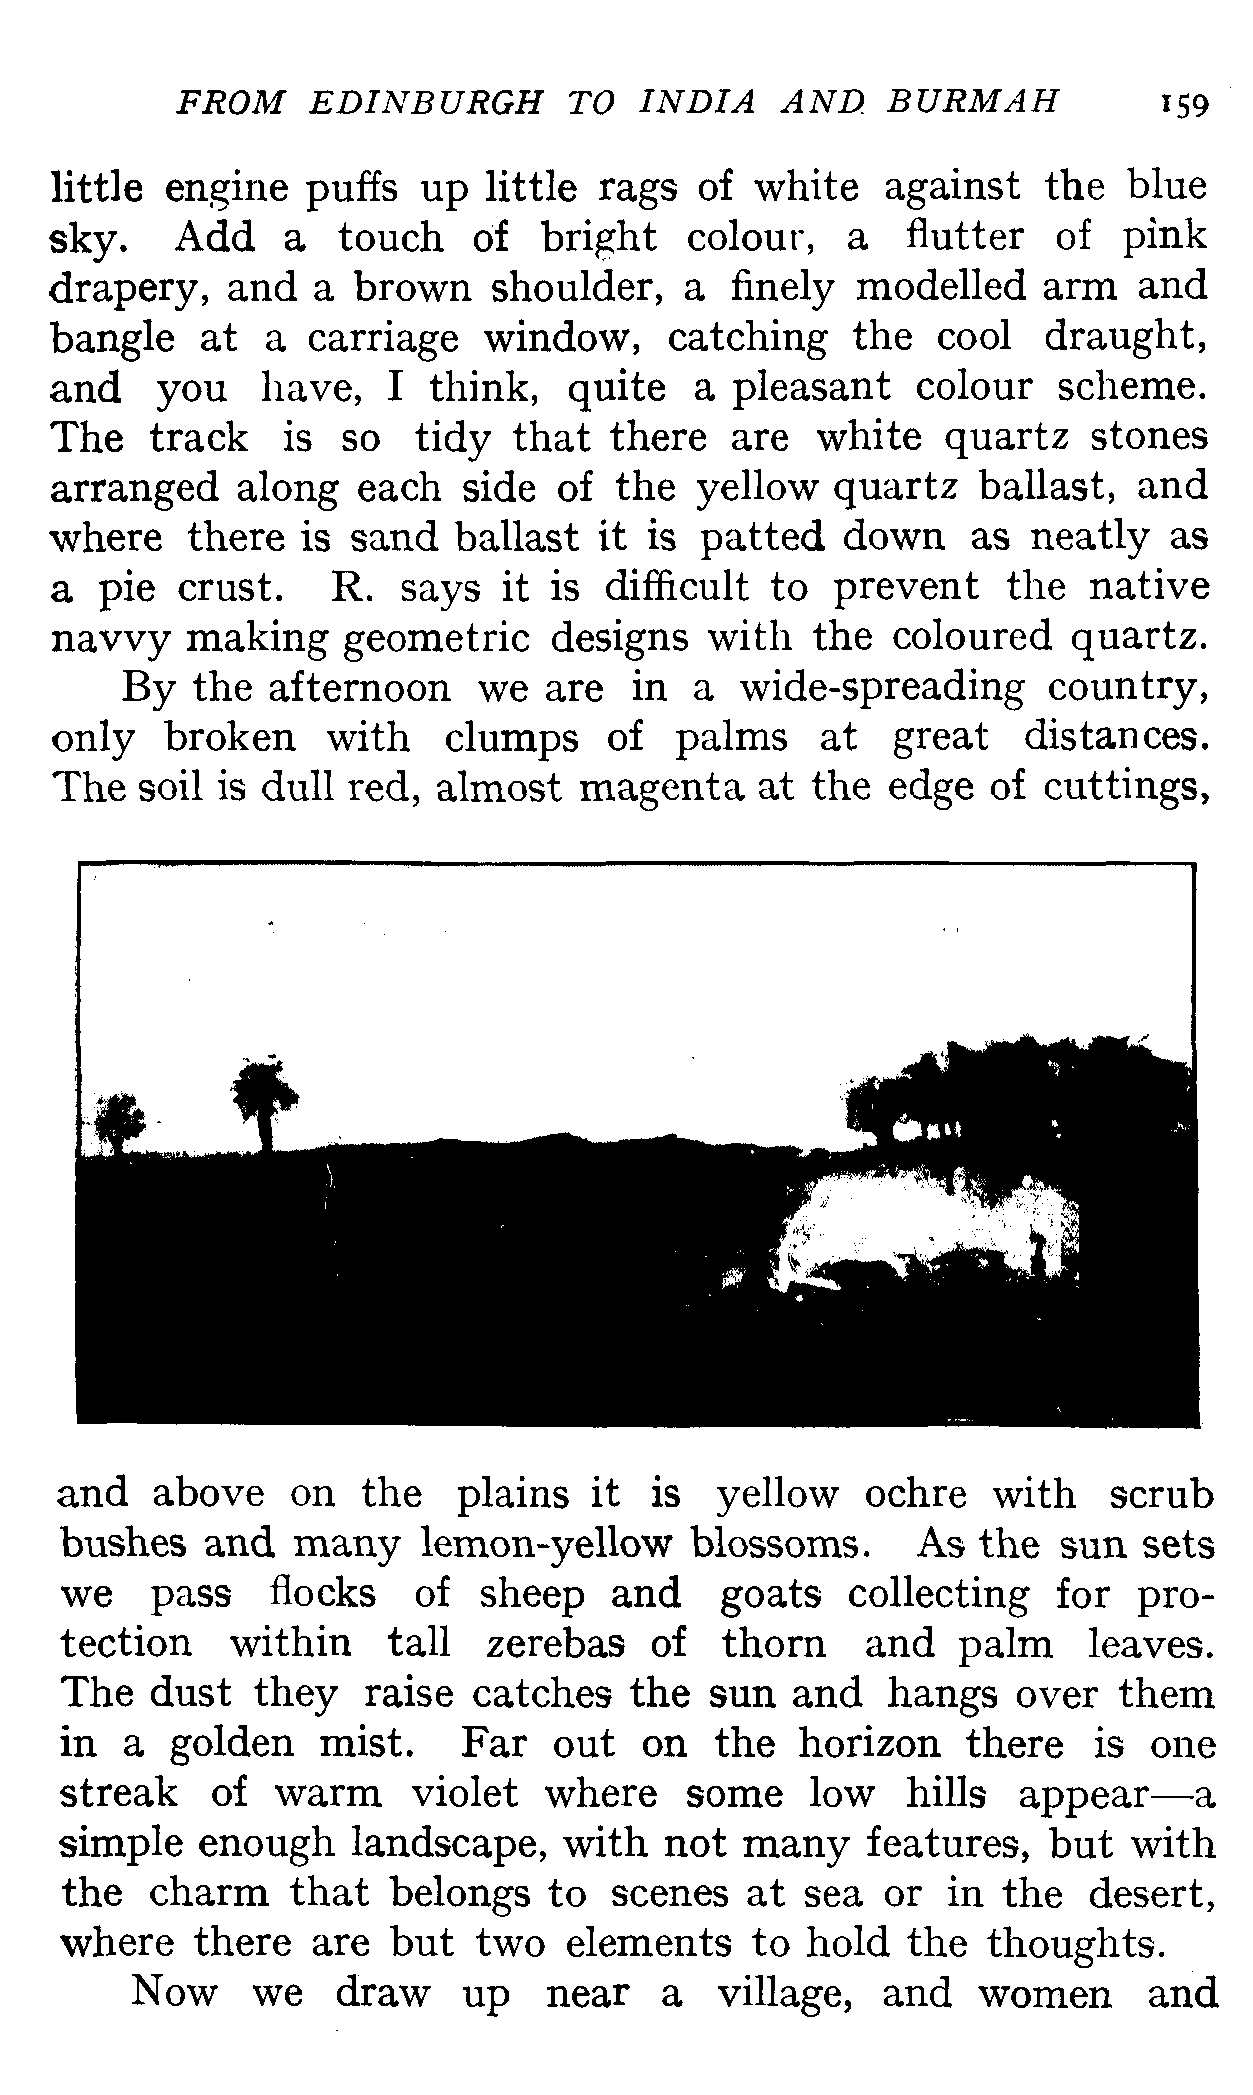 FROM EDINBURGH TO INDIA AND BURMAH 159
little engine puffs up little rags of white against the blue
sky. Add a touch of bright colour, a flutter of pink
drapery, and a brown shoulder, a finely modelled arm and
bangle at a carriage window, catching the cool draught,
and you have, I think, quite a pleasant colour scheme.
The track is so tidy that there are white quartz stones
arranged along each side of the yellow quartz ballast, and
where there is sand ballast it is patted down as neatly as
a pie crust. R. says it is difficult to prevent the native
navvy making geometric designs with the coloured quartz.
By the afternoon we are in a wide-spreading country,
only broken with clumps of palms at great distances.
The soil is dull red, almost magenta at the edge of cuttings,
and above on the plains it is yellow ochre with scrub
bushes and many lemon-yellow blossoms. As the sun sets
we pass flocks of sheep and goats collecting for pro-
tection within tall zerebas of thorn and palm leaves.
The dust they raise catches the sun and hangs over them
in a golden mist. Far out on the horizon there is one
streak of warm violet where some low hills appear—a
simple enough landscape, with not many features, but with
the charm that belongs to scenes at sea or in the desert,
where there are but two elements to hold the thoughts.
Now we draw up near a village, and women and